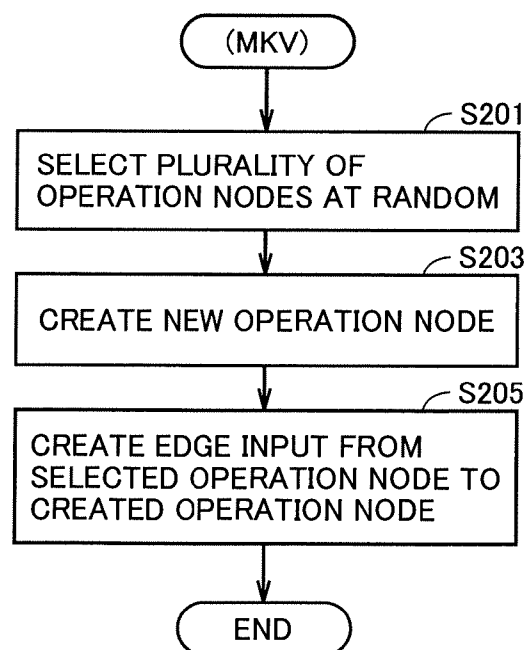 (MKV)
S201
SELECT PLURALITY OF
OPERATION NODES AT RANDOM
S203
CREATE NEW OPERATION NODE
S205
CREATE EDGE INPUT FROM
SELECTED OPERATION NODE TO
CREATED OPERATION NODE
END